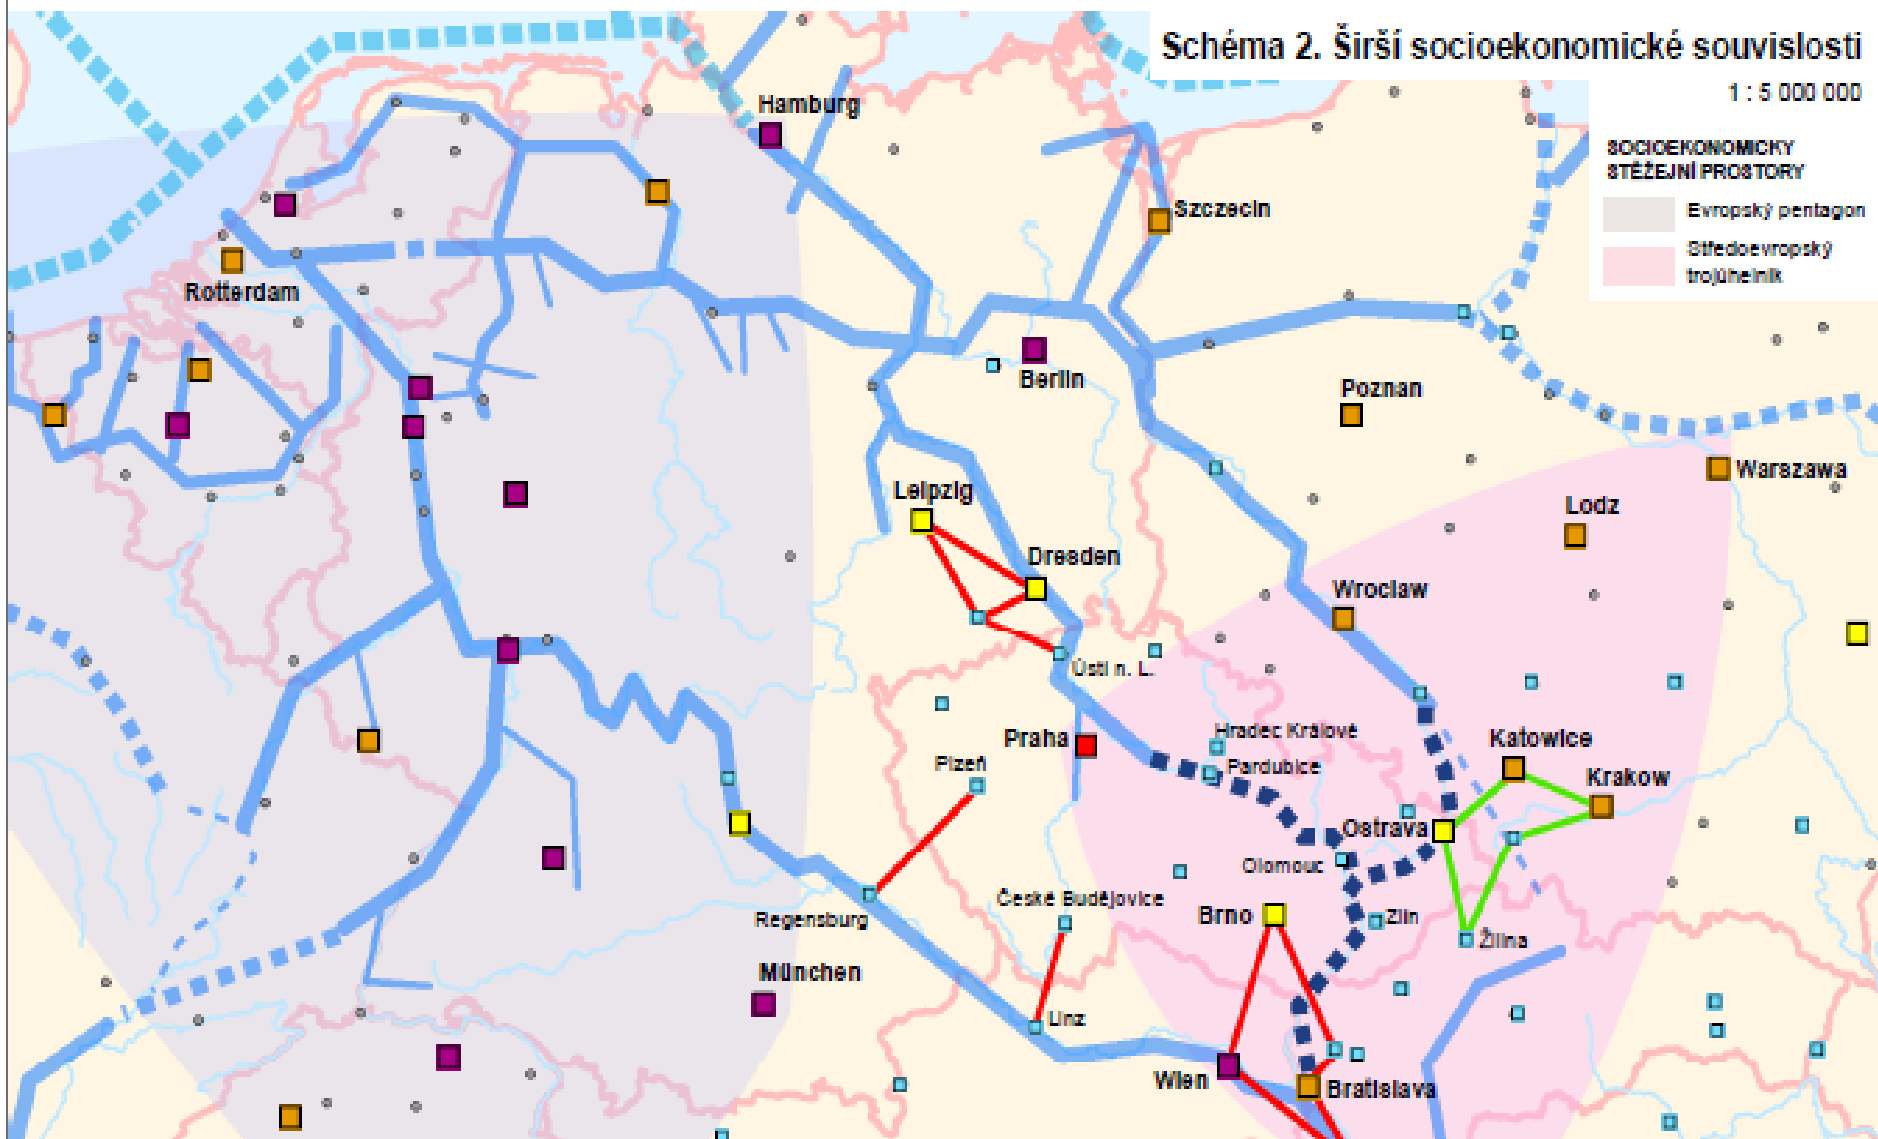 Schéma 2. Širší socioekonomické souvislosti
1 : 5 000 000
SOCIOEKONOMICKY
STĚŽEJNÍ PROSTORY
Evropský pentagon
Středoevropský
trojúhelník
Hamburg
Szczecin
Rotterdam
Berlin
Poznan
Warszawa
Leipzig
Lodz
Dresden
Wroclaw
Ústí n. L.
Praha
Hradec Králové
Katowice
Plzeň
Pardubice
Krakow
Ostrava
Olomouc
České Budějovice
Regensburg
Brno
Zlín
Žilina
München
Linz
Wien
Bratislava